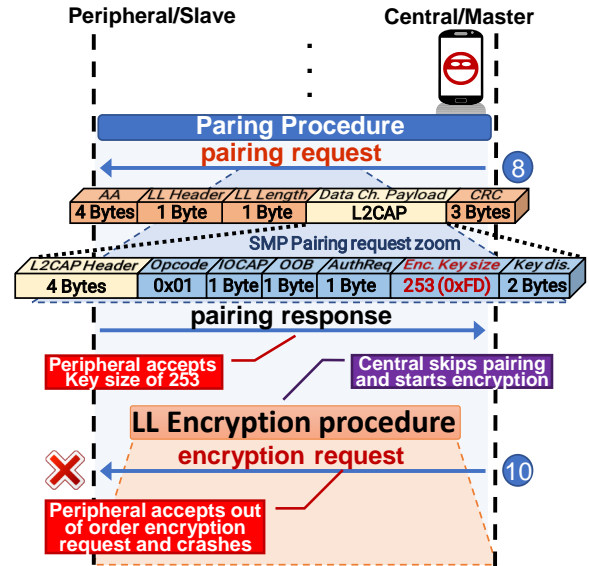 Peripheral/Slave Central/Master
Paring Procedure
pairing request
8
AA LL Header LL Length Data Ch. Payload CRC
4 Bytes 1 Byte 1 Byte L2CAP 3 Bytes
SMP Pairing request zoom
L2CAP Header Opcode IOCAP OOB AuthReq Enc. Key size Key dis.
4 Bytes 0x01 1 Byte 1 Byte 1 Byte 253 (0xFD) 2 Bytes
pairing response
Peripheral accepts
Key size of 253
Central skips pairing
and starts encryption
LL Encryption procedure
encryption request
10
Peripheral accepts out
of order encryption
request and crashes